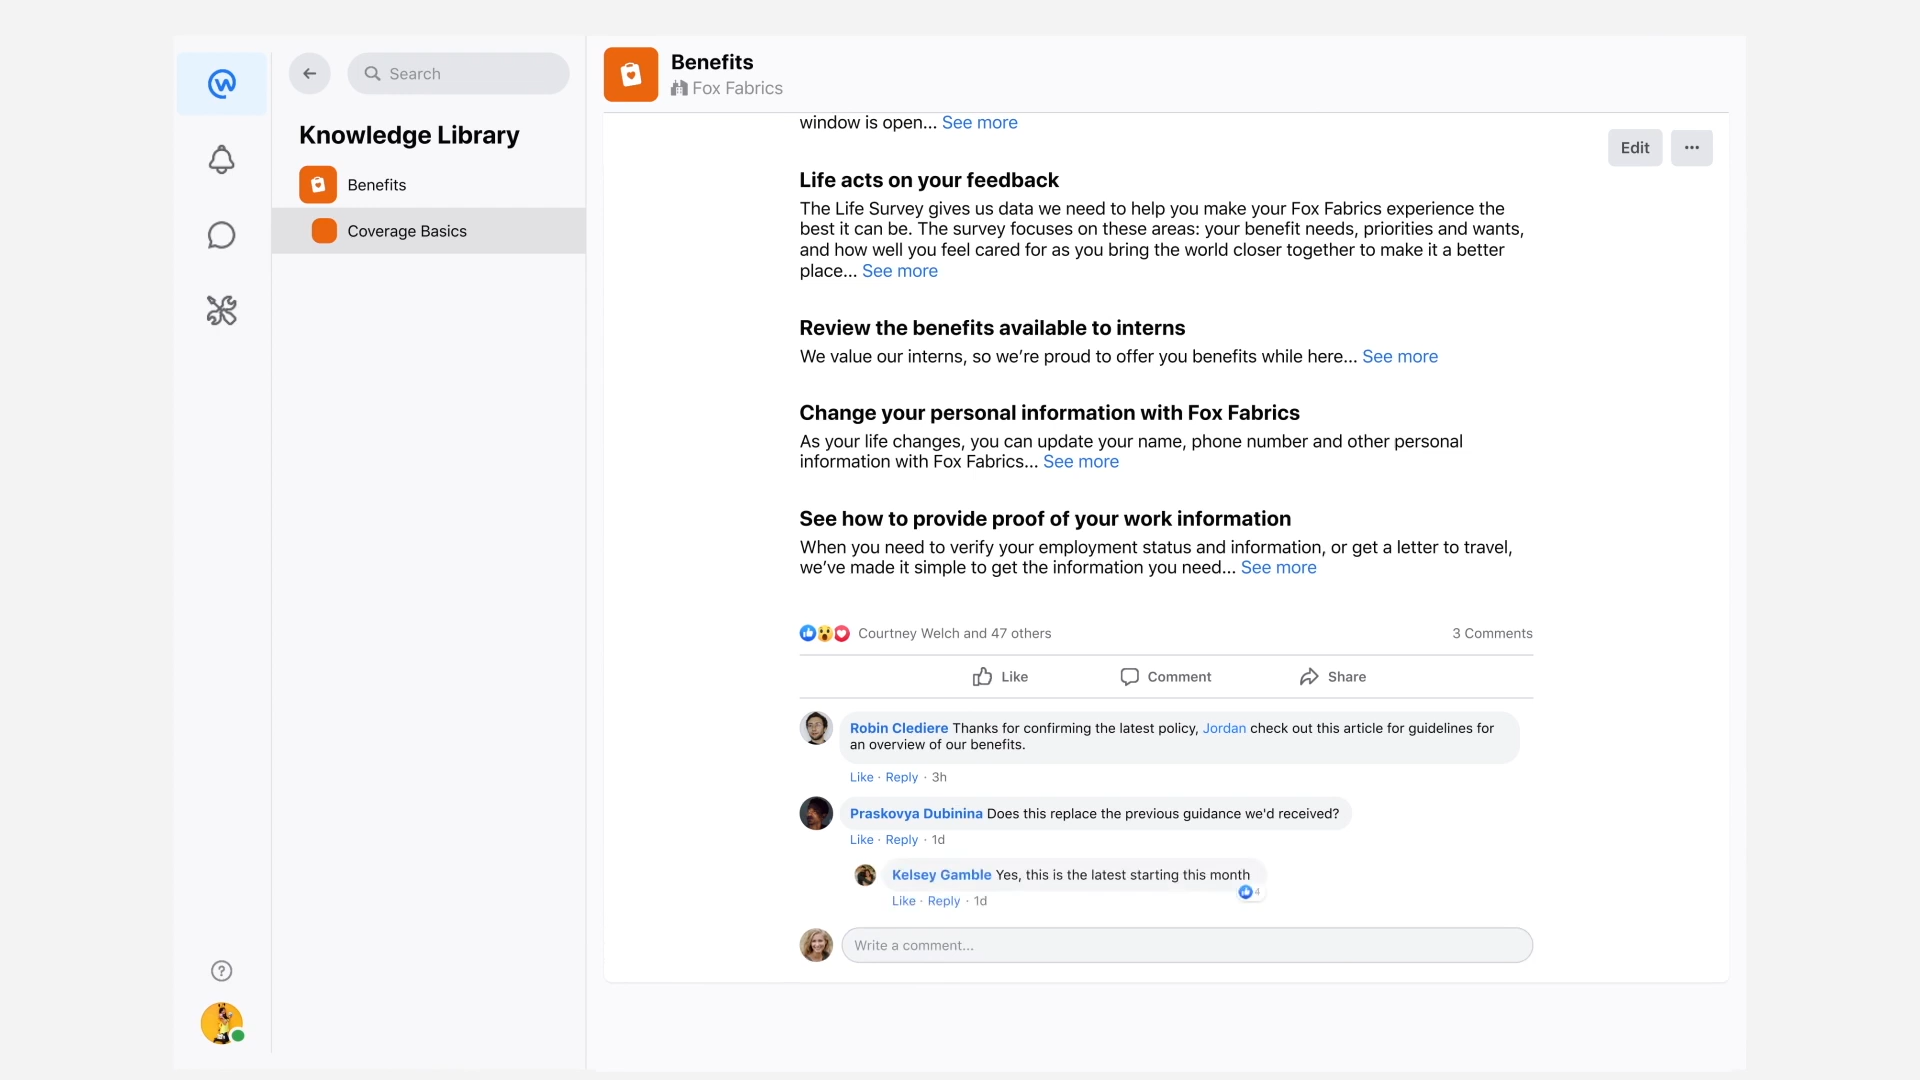 Search
Knowledge Library
Benefits
Coverage Basics
Benefits
Fox Fabrics
window is open... See more
Edit
Life acts on your feedback
The Life Survey gives us data we need to help you make your Fox Fabrics experience the
best it can be. The survey focuses on these areas: your benefit needs, priorities and wants,
and how well you feel cared for as you bring the world closer together to make it a better
place... See more
Review the benefits available to interns
We value our interns, so we’re proud to offer you benefits while here... See more
Change your personal information with Fox Fabrics
As your life changes, you can update your name, phone number and other personal
information with Fox Fabrics... See more
See how to provide proof of your work information
When you need to verify your employment status and information, or get a letter to travel,
we’ve made it simple to get the information you need... See more
Courtney Welch and 47 others
3 Comments
Like
Comment
Share
Robin Clediere Thanks for confirming the latest policy, Jordan check out this article for guidelines for
an overview of our benefits.
Like · Reply · 3h
Praskovya Dubinina Does this replace the previous guidance we'd received?
Like · Reply · 1d
Kelsey Gamble Yes, this is the latest starting this month
4
Like · Reply · 1d
Write a comment...